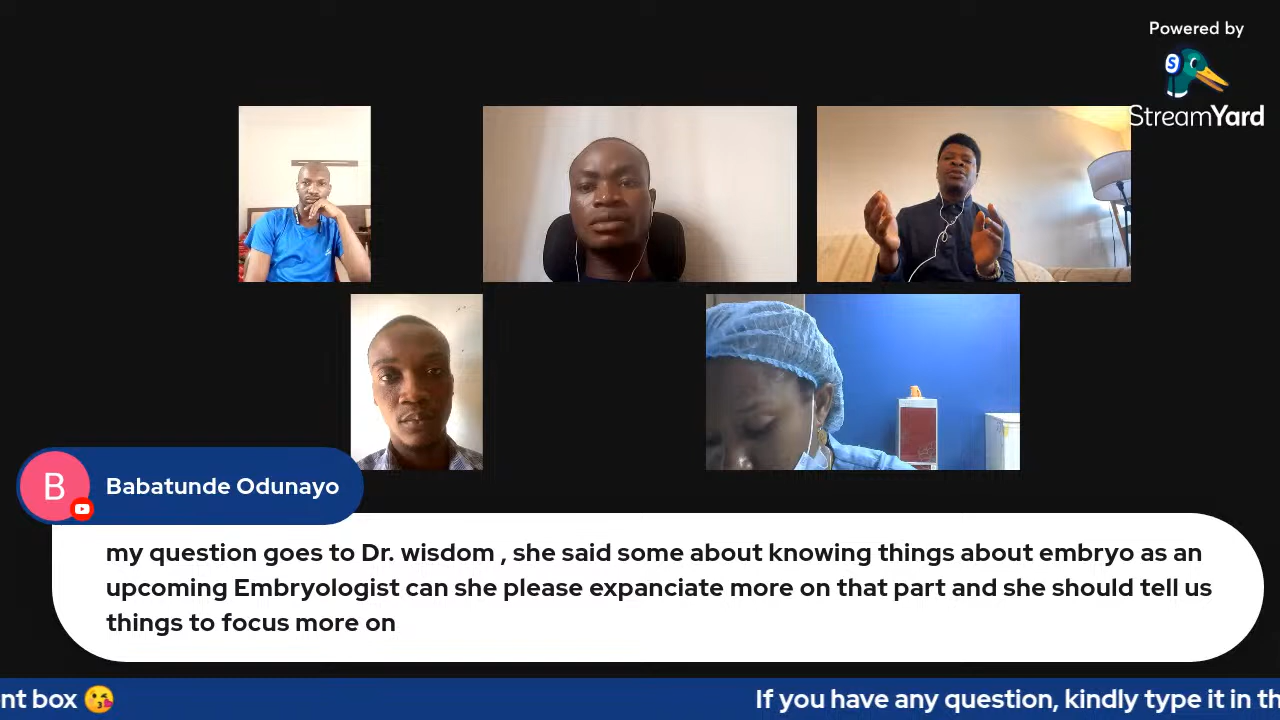 Powered by
S
StreamYard
B
Babatunde Odunayo
my question goes to Dr. wisdom , she said some about knowing things about embryo as an
upcoming Embryologist can she please expanciate more on that part and she should tell us
things to focus more on
nt box 😘 If you have any question, kindly type it in th